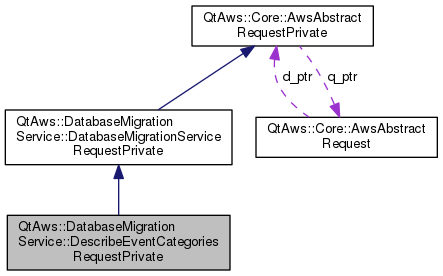 QtAws::Core::AwsAbstract
RequestPrivate
d_ptr
q_ptr
QtAws::DatabaseMigration
Service::DatabaseMigrationService
RequestPrivate
QtAws::Core::AwsAbstract
Request
QtAws::DatabaseMigration
Service::DescribeEventCategories
RequestPrivate